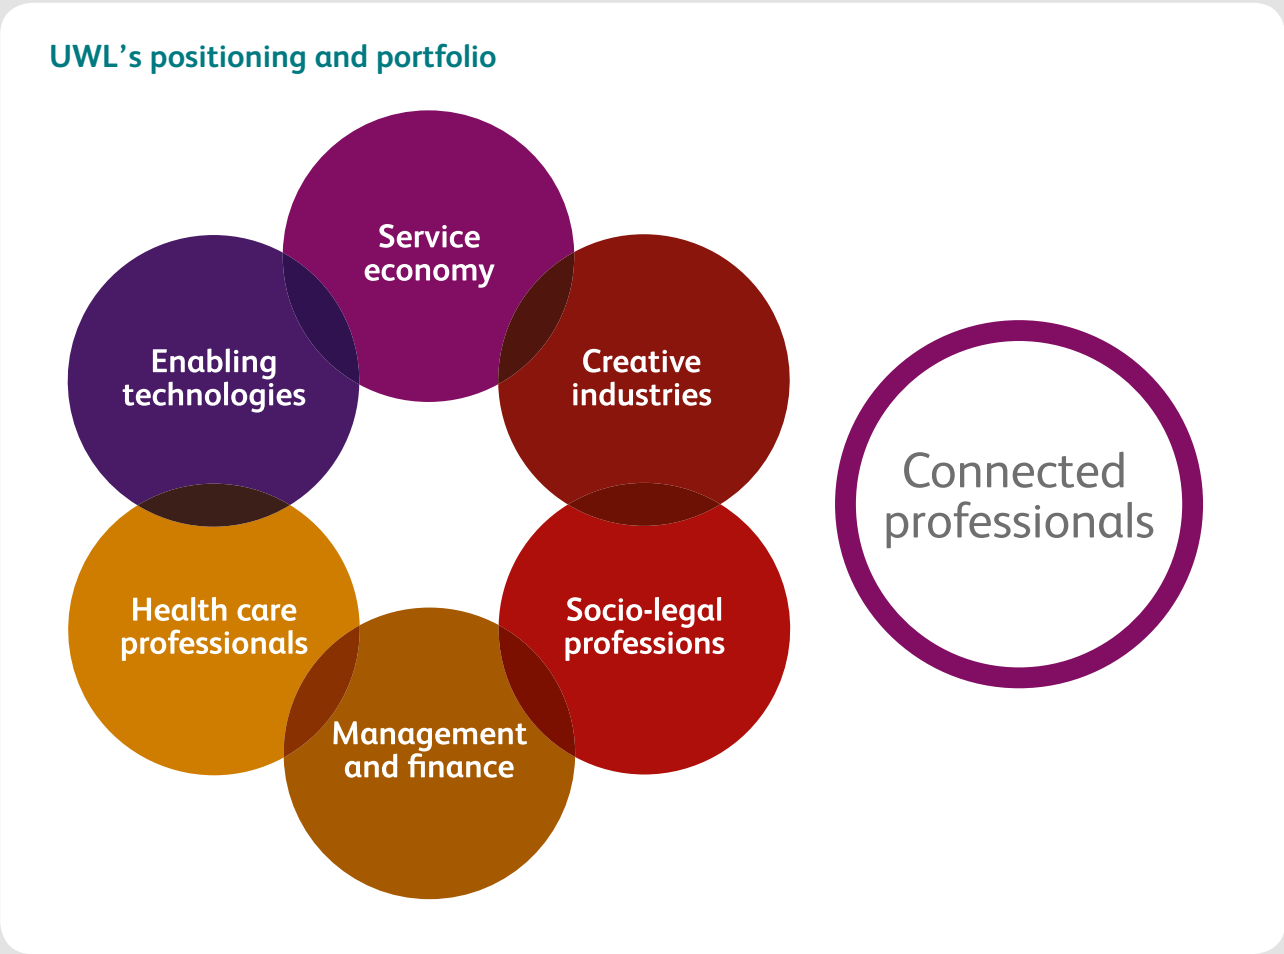 UWL’s positioning and portfolio
Service
economy
Enabling
technologies
Creative
industries
Connected
professionals
Health care
professionals
Socio-legal
professions
Management
and finance